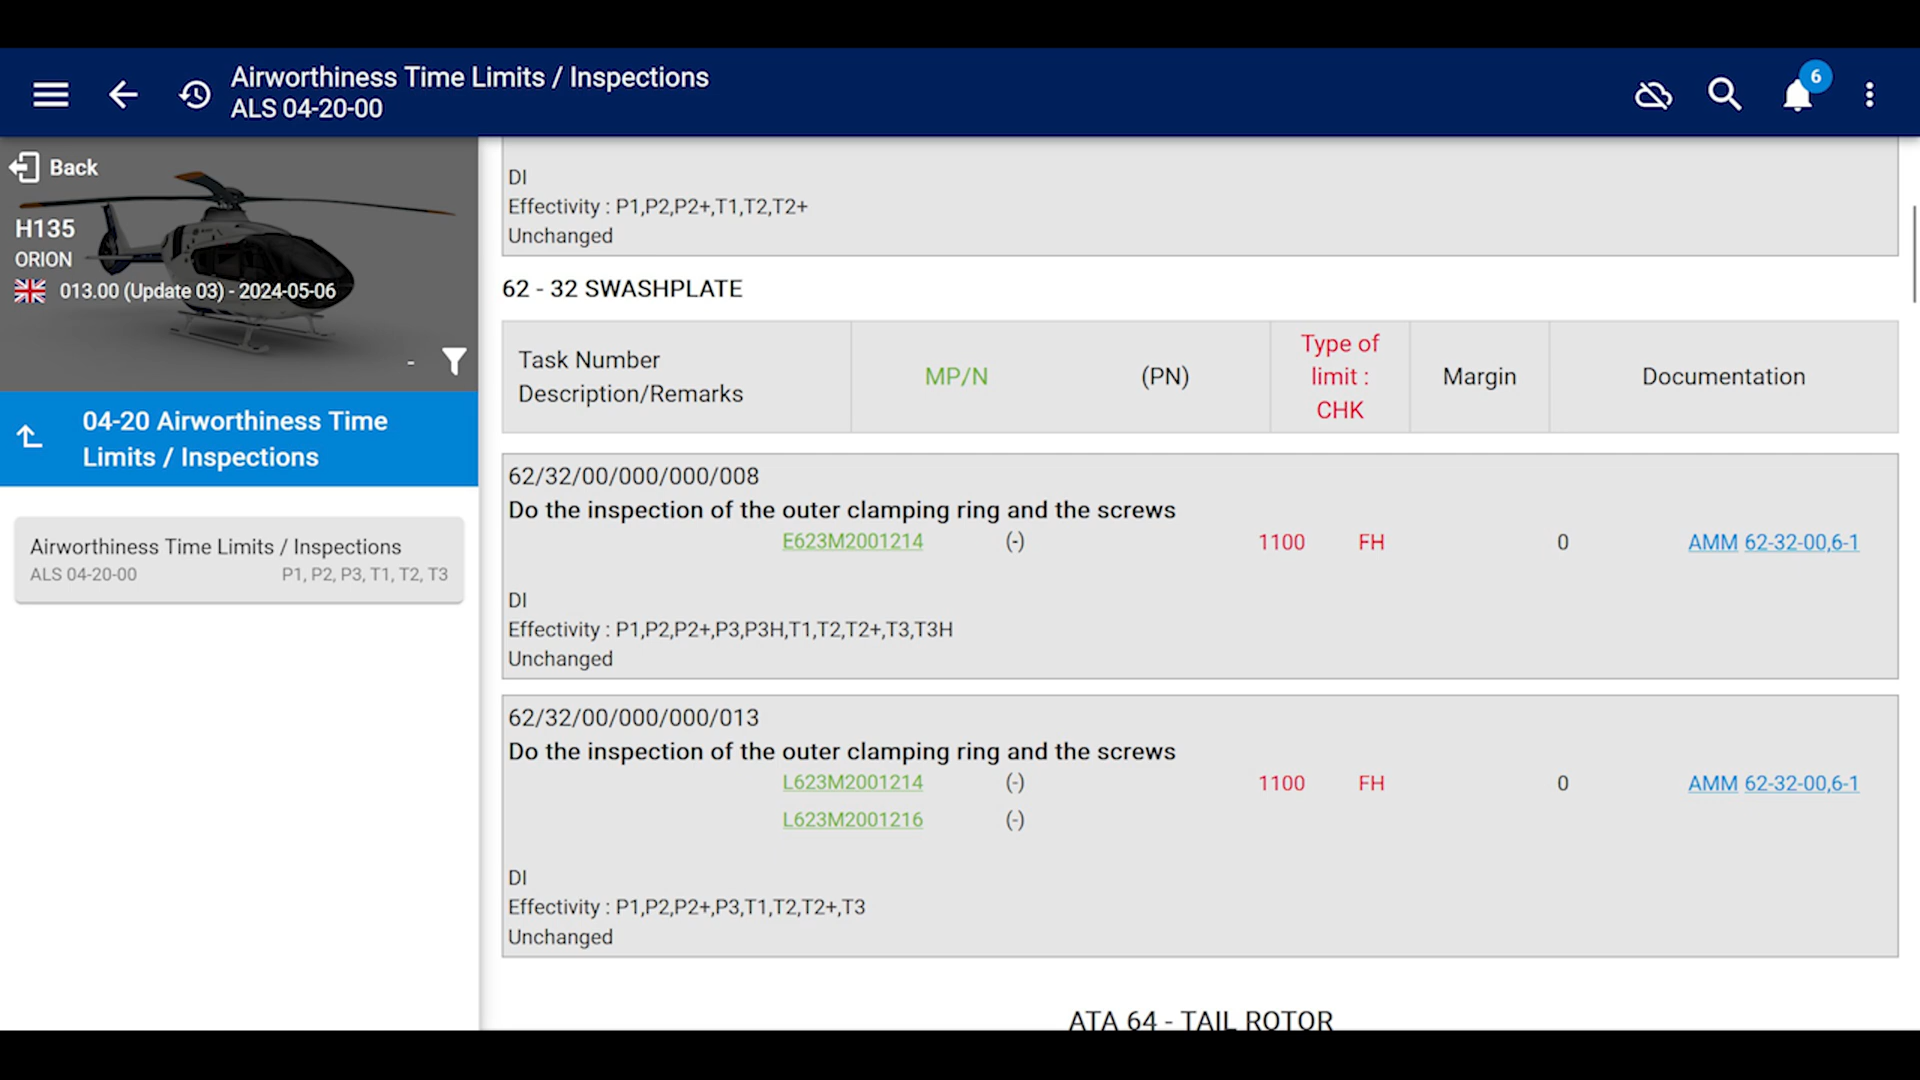 Airworthiness Time Limits / Inspections
ALS 04-20-00
6
Back
H135
ORION
013.00 (Update 03) - 2024-05-06
-
04-20 Airworthiness Time
Limits / Inspections
Airworthiness Time Limits / Inspections
ALS 04-20-00 P1, P2, P3, T1, T2, T3
DI
Effectivity : P1,P2,P2+,T1,T2,T2+
Unchanged
62 - 32 SWASHPLATE
Task Number
Description/Remarks
MP/N
(PN)
Type of
limit :
CHK
Margin
Documentation
62/32/00/000/000/008
Do the inspection of the outer clamping ring and the screws
E623M2001214 (-) 1100 FH 0 AMM 62-32-00,6-1
DI
Effectivity : P1,P2,P2+,P3,P3H,T1,T2,T2+,T3,T3H
Unchanged
62/32/00/000/000/013
Do the inspection of the outer clamping ring and the screws
L623M2001214 (-) 1100 FH 0 AMM 62-32-00,6-1
L623M2001216 (-)
DI
Effectivity : P1,P2,P2+,P3,T1,T2,T2+,T3
Unchanged
ATA 64 - TAIL ROTOR